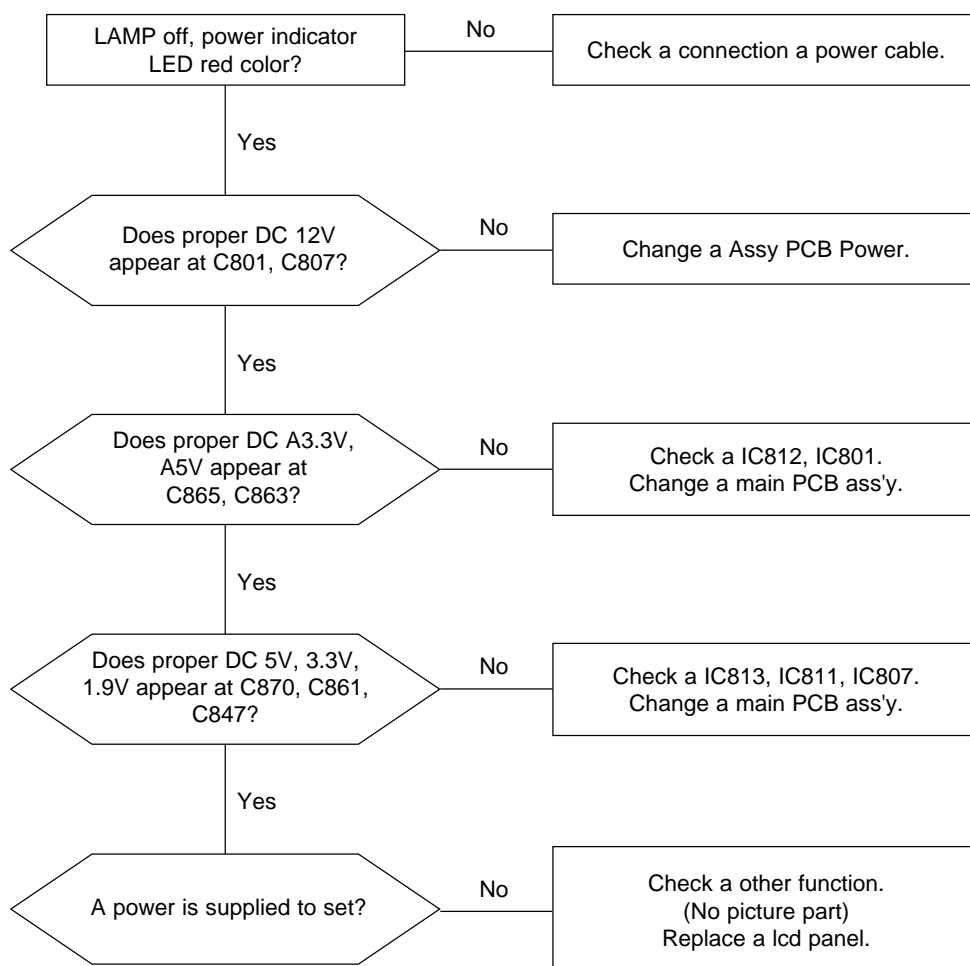 LAMP off, power indicator
LED red color?
No
Check a connection a power cable.
Yes
Does proper DC 12V
appear at C801, C807?
No
Change a Assy PCB Power.
Yes
Does proper DC A3.3V,
A5V appear at
C865, C863?
No
Check a IC812, IC801.
Change a main PCB ass'y.
Yes
Does proper DC 5V, 3.3V,
1.9V appear at C870, C861,
C847?
No
Check a IC813, IC811, IC807.
Change a main PCB ass'y.
Yes
A power is supplied to set?
No
Check a other function.
(No picture part)
Replace a lcd panel.